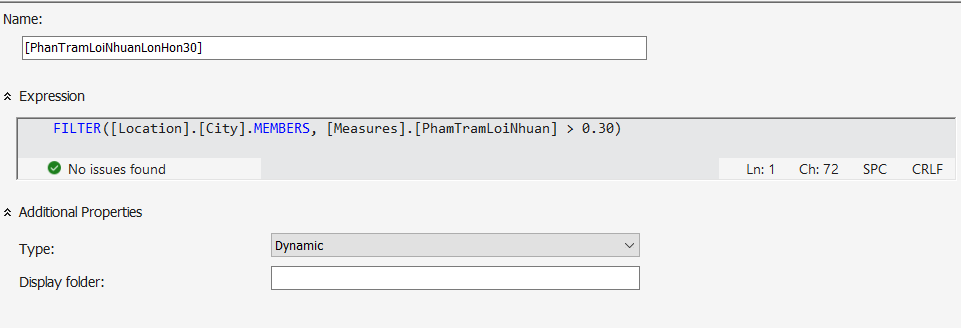 Name:
[PhanTramLoiNhuanLonHon30]
Expression
FILTER([Location].[City].MEMBERS, [Measures].[PhamTramLoiNhuan] > 0.30)
No issues found
Ln: 1 Ch: 72 SPC CRLF
Additional Properties
Type:
Dynamic
Display folder: